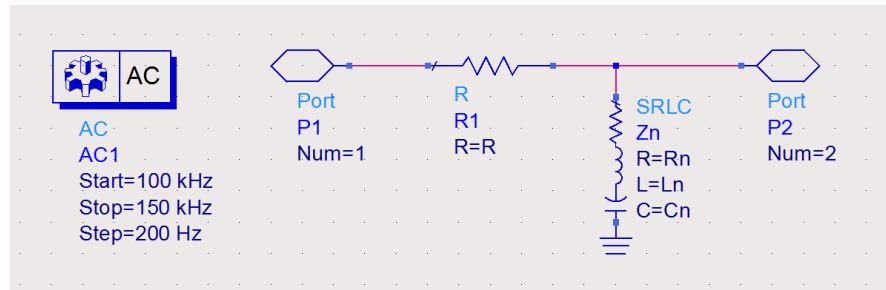 AC
AC
AC1
Start=100 kHz
Stop=150 kHz
Step=200 Hz
Port
P1
Num=1
R
R1
R=R
SRLC
Zn
R=Rn
L=Ln
C=Cn
Port
P2
Num=2